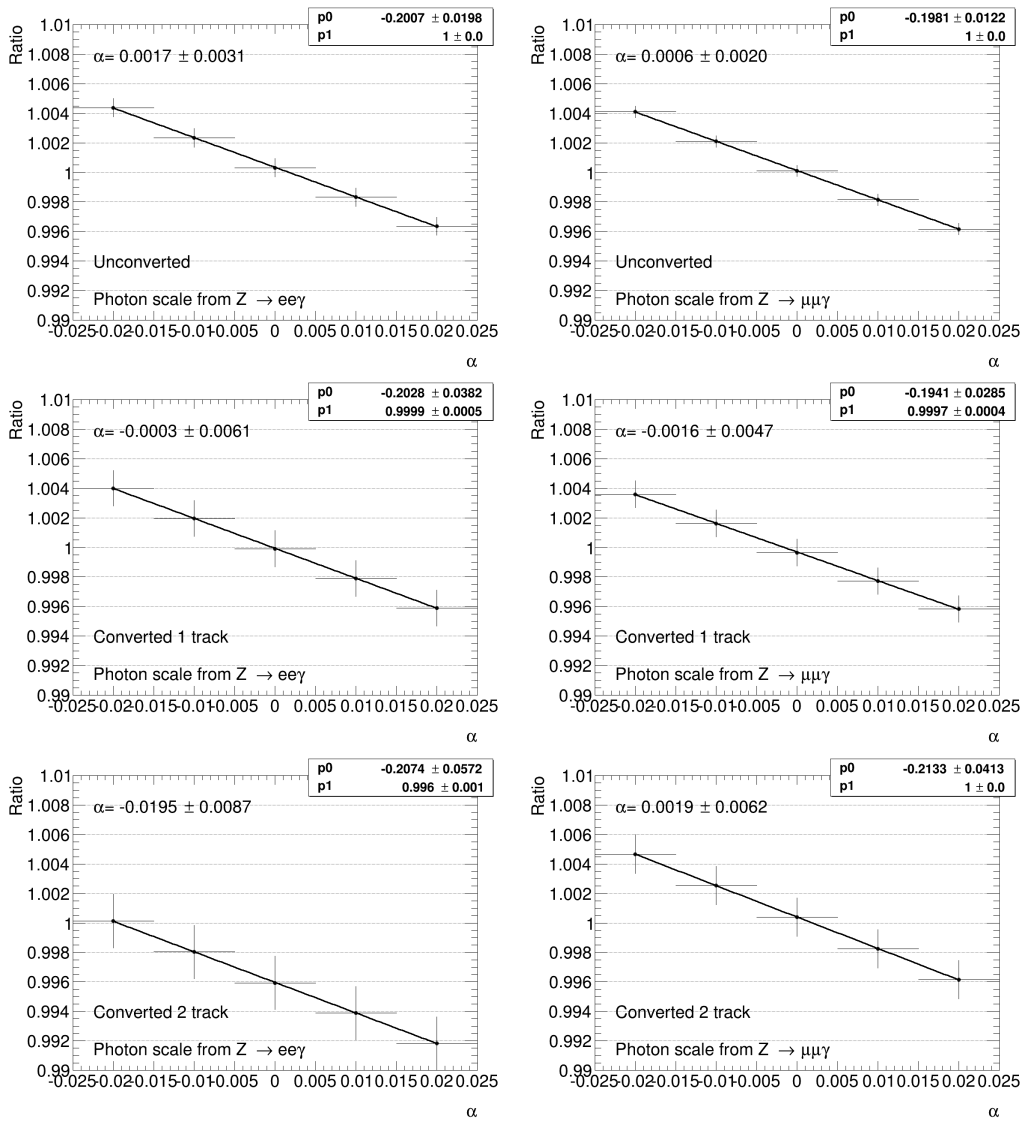 p0 -0.2007 ± 0.0198
p1 1 ± 0.0
Ratio
1.01
α= 0.0017 ± 0.0031
1.008
1.006
1.004
1.002
1
0.998
0.996
0.994
Unconverted
0.992
Photon scale from Z → eeγ
0.99
-0.025 -0.02 -0.015 -0.01 -0.005 0 0.005 0.01 0.015 0.02 0.025
α
p0 -0.1981 ± 0.0122
p1 1 ± 0.0
Ratio
1.01
α= 0.0006 ± 0.0020
1.008
1.006
1.004
1.002
1
0.998
0.996
0.994
Unconverted
0.992
Photon scale from Z → μμγ
0.99
-0.025 -0.02 -0.015 -0.01 -0.005 0 0.005 0.01 0.015 0.02 0.025
α
p0 -0.2028 ± 0.0382
p1 0.9999 ± 0.0005
Ratio
1.01
α= -0.0003 ± 0.0061
1.008
1.006
1.004
1.002
1
0.998
0.996
0.994
Converted 1 track
0.992
Photon scale from Z → eeγ
0.99
-0.025 -0.02 -0.015 -0.01 -0.005 0 0.005 0.01 0.015 0.02 0.025
α
p0 -0.1941 ± 0.0285
p1 0.9997 ± 0.0004
Ratio
1.01
α= -0.0016 ± 0.0047
1.008
1.006
1.004
1.002
1
0.998
0.996
0.994
Converted 1 track
0.992
Photon scale from Z → μμγ
0.99
-0.025 -0.02 -0.015 -0.01 -0.005 0 0.005 0.01 0.015 0.02 0.025
α
p0 -0.2074 ± 0.0572
p1 0.996 ± 0.001
Ratio
1.01
α= -0.0195 ± 0.0087
1.008
1.006
1.004
1.002
1
0.998
0.996
0.994
Converted 2 track
0.992
Photon scale from Z → eeγ
0.99
-0.025 -0.02 -0.015 -0.01 -0.005 0 0.005 0.01 0.015 0.02 0.025
α
p0 -0.2133 ± 0.0413
p1 1 ± 0.0
Ratio
1.01
α= 0.0019 ± 0.0062
1.008
1.006
1.004
1.002
1
0.998
0.996
0.994
Converted 2 track
0.992
Photon scale from Z → μμγ
0.99
-0.025 -0.02 -0.015 -0.01 -0.005 0 0.005 0.01 0.015 0.02 0.025
α